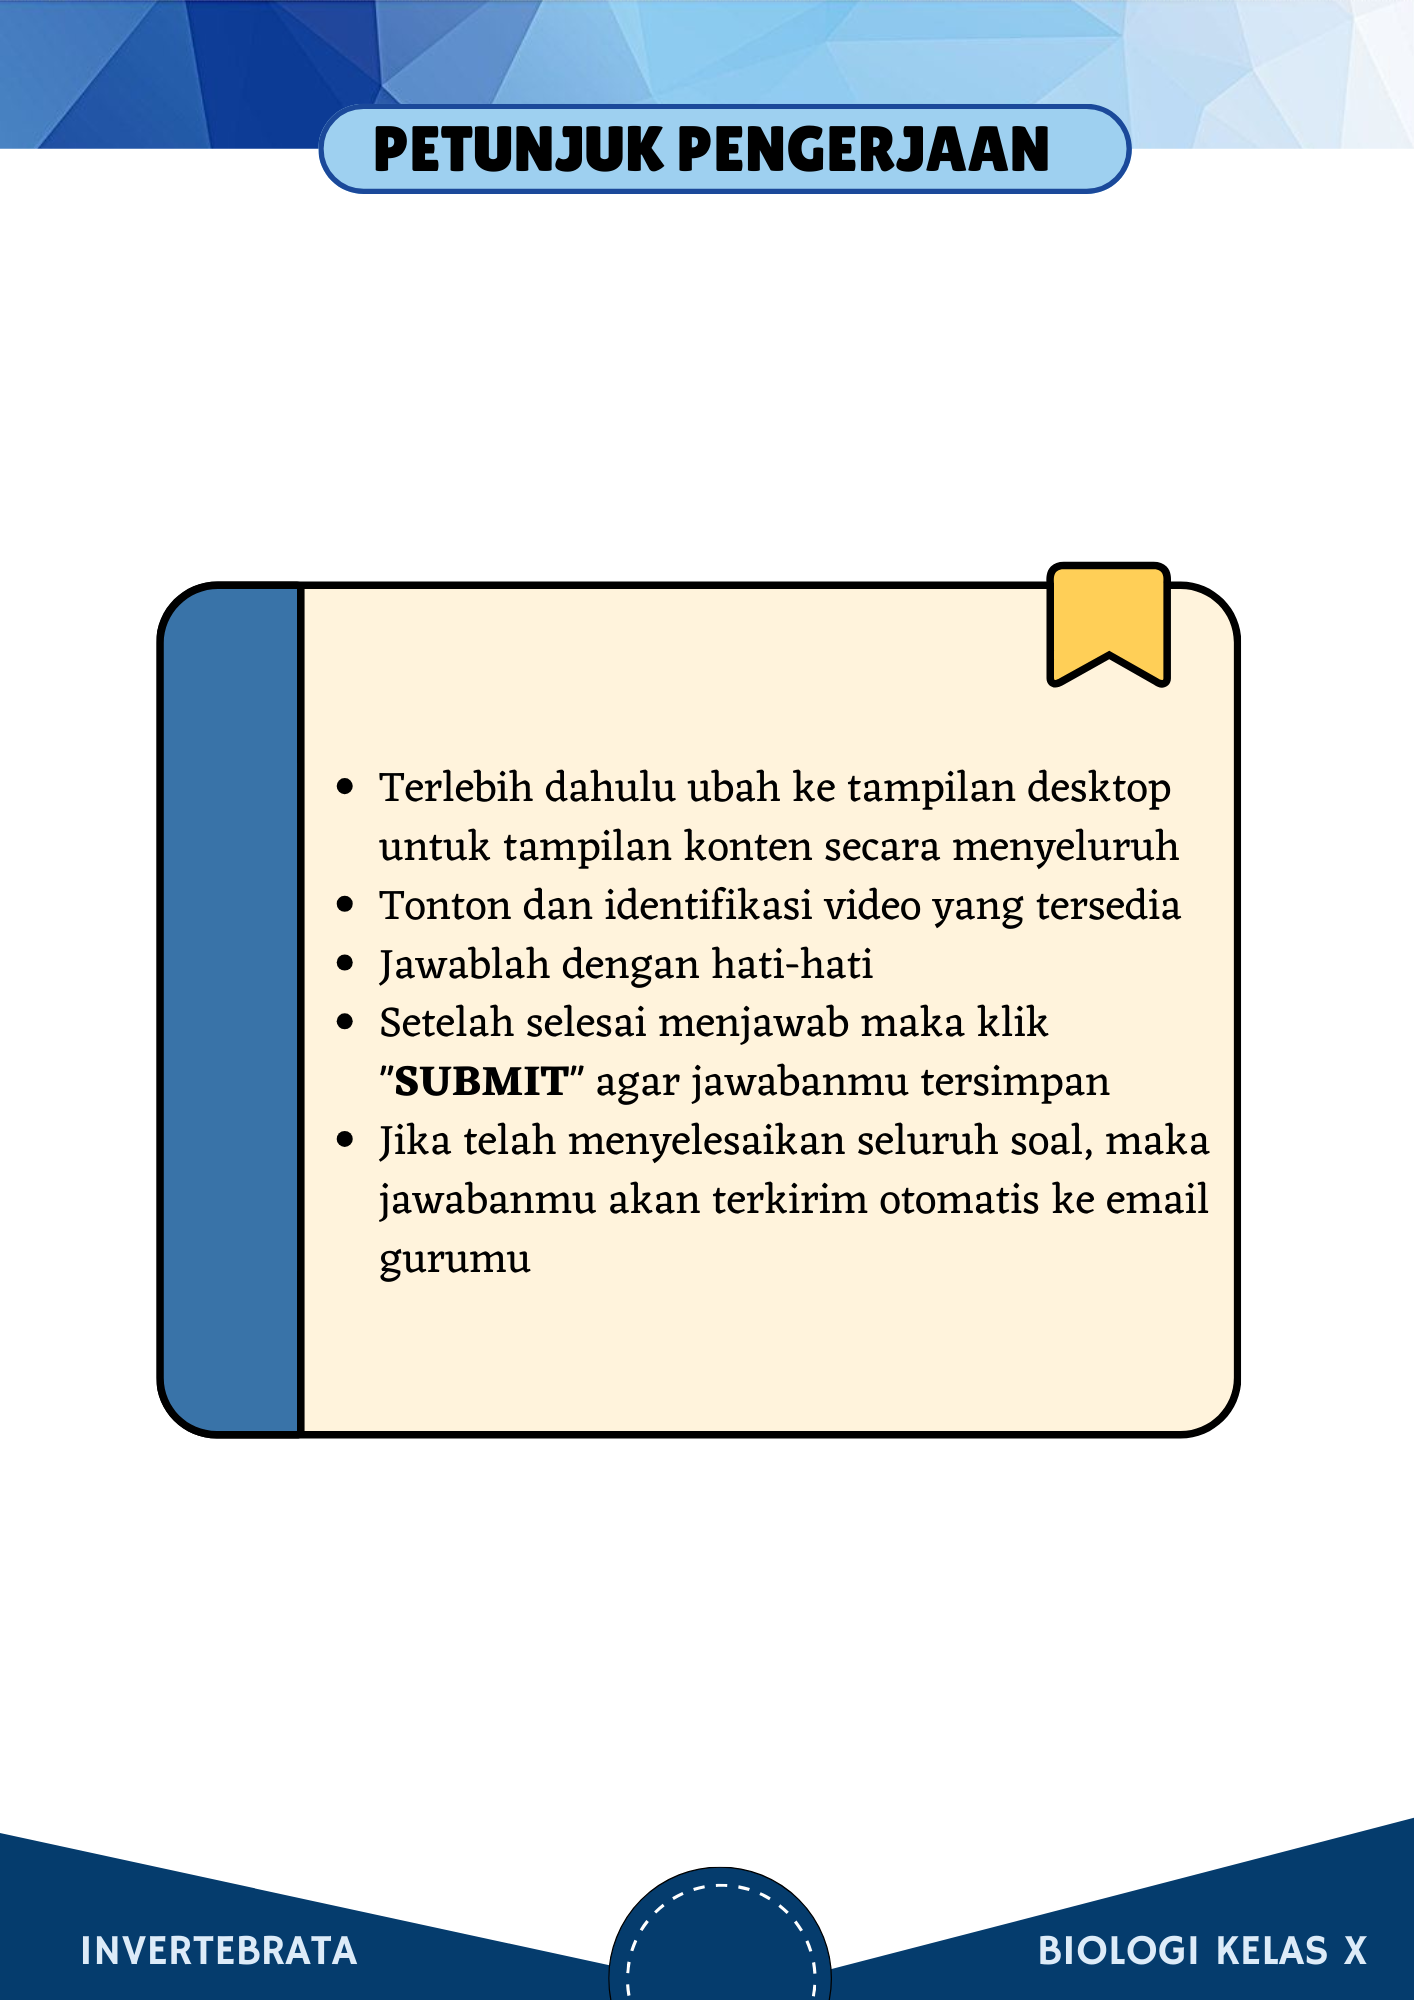 PETUNJUK PENGERJAAN
• Terlebih dahulu ubah ke tampilan desktop
untuk tampilan konten secara menyeluruh
• Tonton dan identifikasi video yang tersedia
• Jawablah dengan hati-hati
• Setelah selesai menjawab maka klik
"SUBMIT" agar jawabanmu tersimpan
• Jika telah menyelesaikan seluruh soal, maka
jawabanmu akan terkirim otomatis ke email
gurumu
INVERTEBRATA
BIOLOGI KELAS X